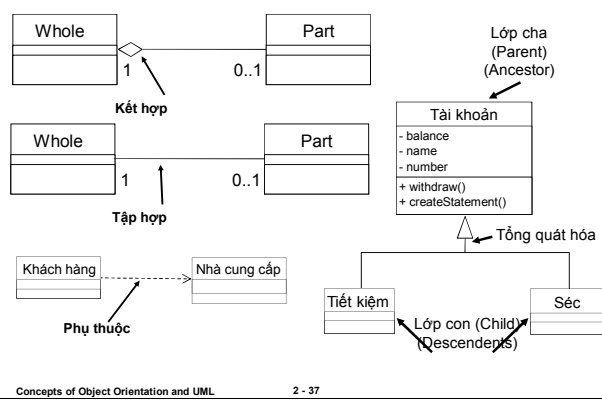 Whole
Part
1
0..1
Kết hợp
Whole
Part
1
0..1
Tập hợp
Khách hàng
Nhà cung cấp
Phụ thuộc
Lớp cha
(Parent)
(Ancestor)
Tài khoản
- balance
- name
- number
+ withdraw()
+ createStatement()
Tổng quát hóa
Tiết kiệm
Séc
Lớp con (Child)
(Descendents)
Concepts of Object Orientation and UML
2 - 37